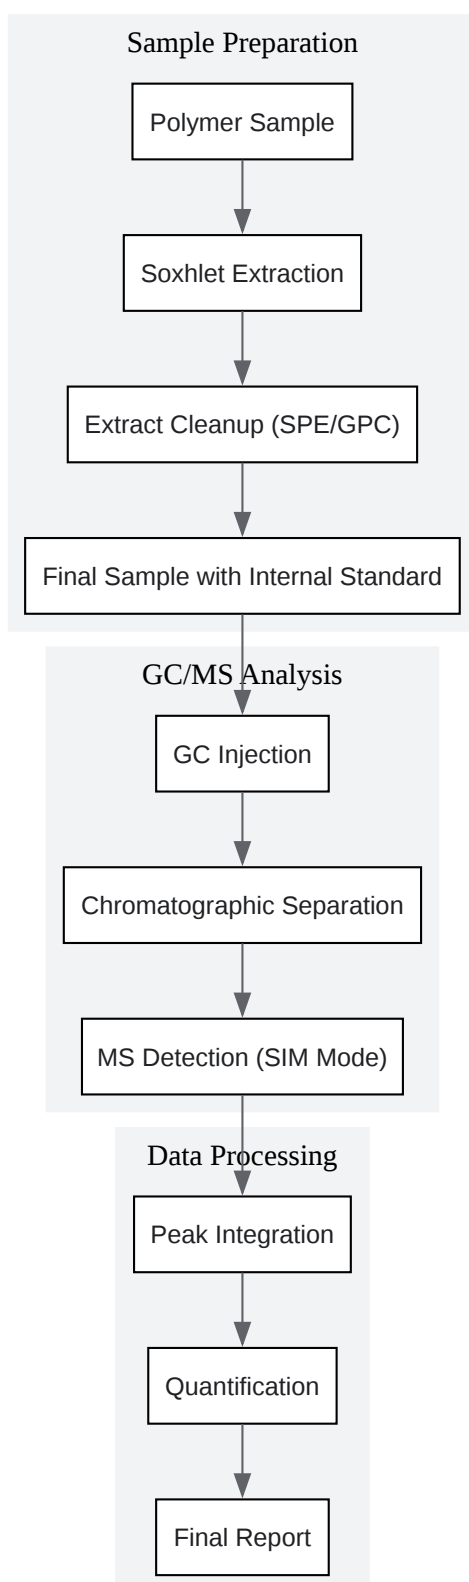 Sample Preparation
Polymer Sample
Soxhlet Extraction
Extract Cleanup (SPE/GPC)
Final Sample with Internal Standard
GC/MS Analysis
GC Injection
Chromatographic Separation
MS Detection (SIM Mode)
Data Processing
Peak Integration
Quantification
Final Report